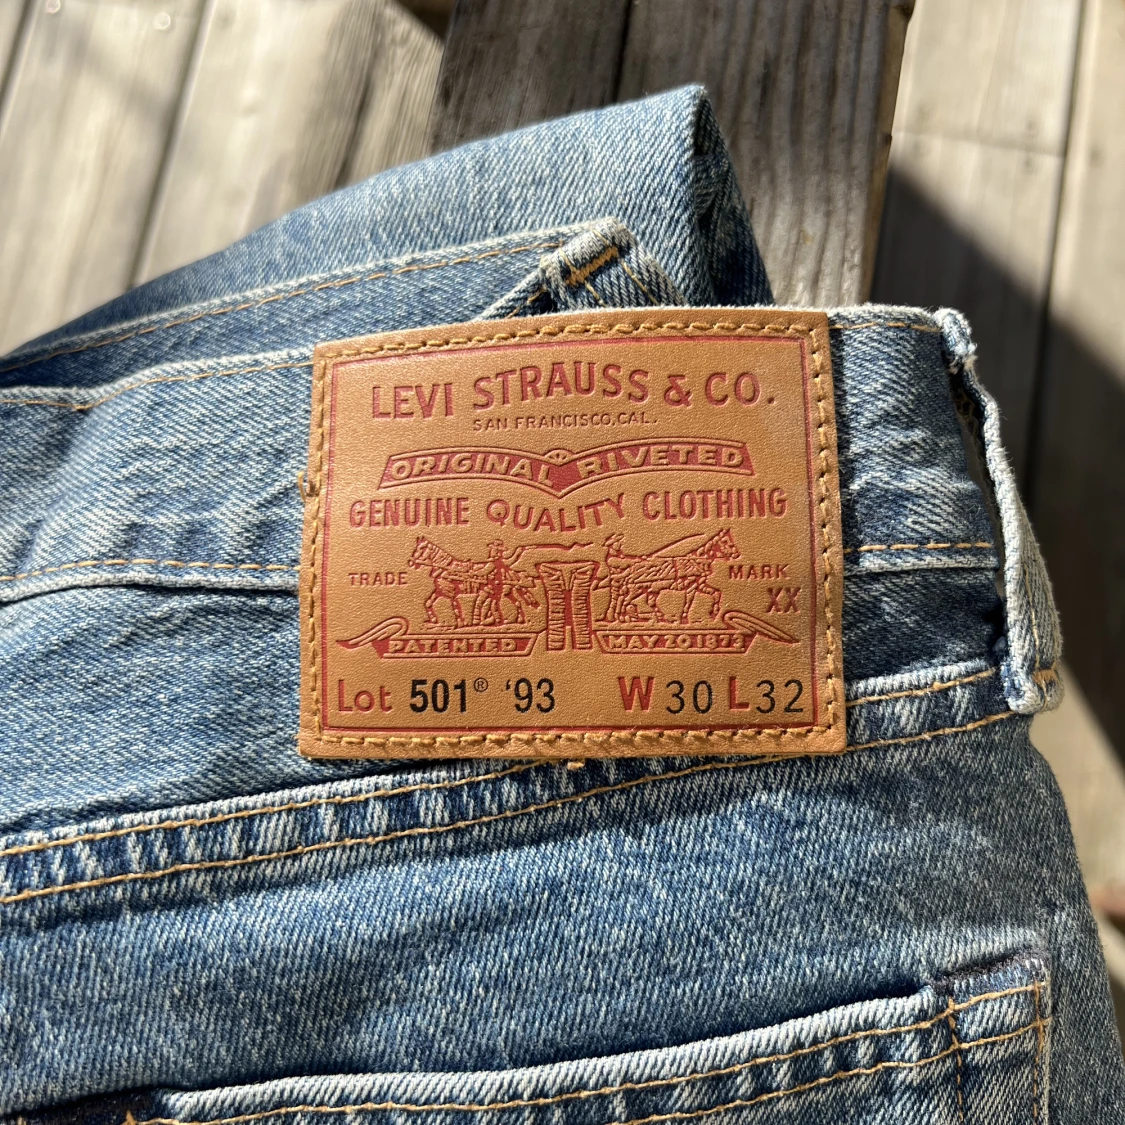 LEVI STRAUSS & CO.
SAN FRANCISCO, CAL.
ORIGINAL RIVETED
GENUINE QUALITY CLOTHING
TRADE MARK
XX
PATENTED MAY 20 1873
Lot 501® ‘93 W 30 L 32